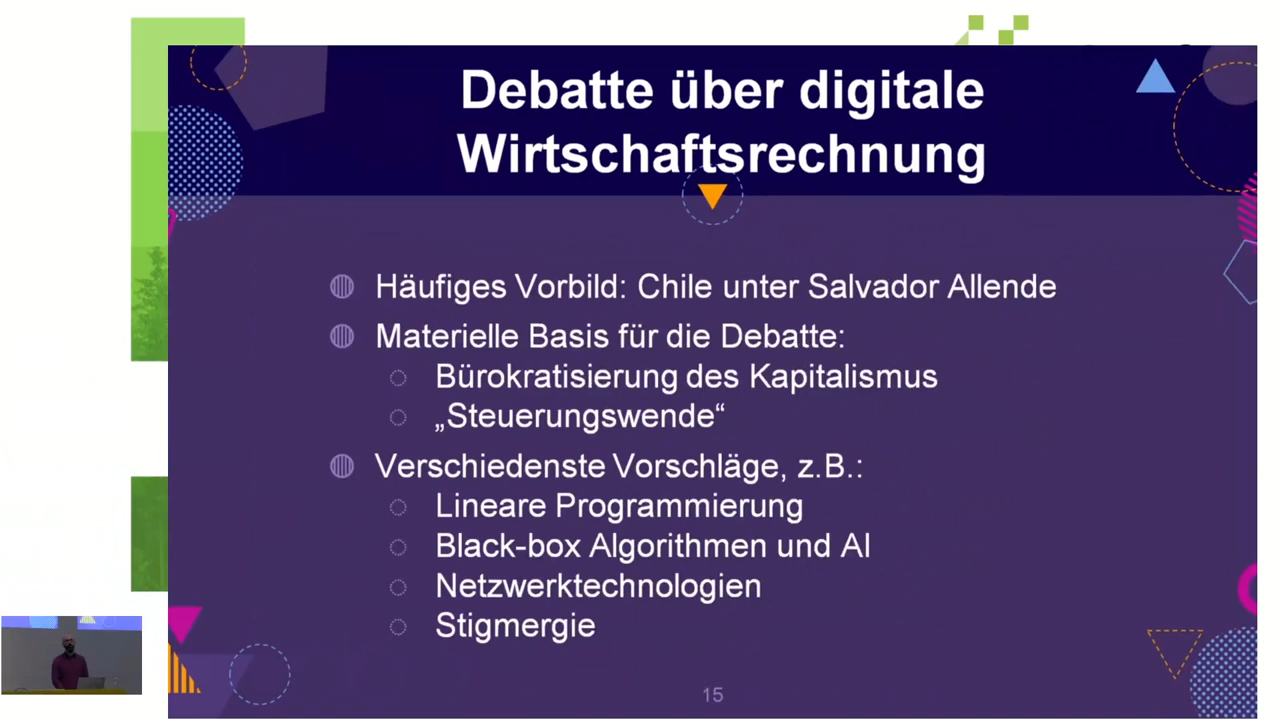 Debatte über digitale
Wirtschaftsrechnung
Häufiges Vorbild: Chile unter Salvador Allende
Materielle Basis für die Debatte:
Bürokratisierung des Kapitalismus
„Steuerungswende“
Verschiedenste Vorschläge, z.B.:
Lineare Programmierung
Black-box Algorithmen und AI
Netzwerktechnologien
Stigmergie
15